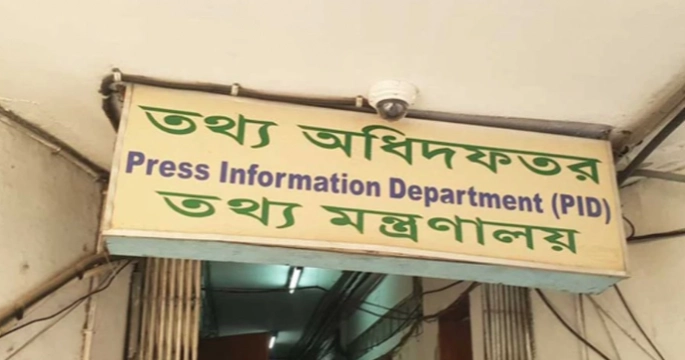 তথ্য অধিদফতর
Press Information Department (PID)
তথ্য মন্ত্রণালয়